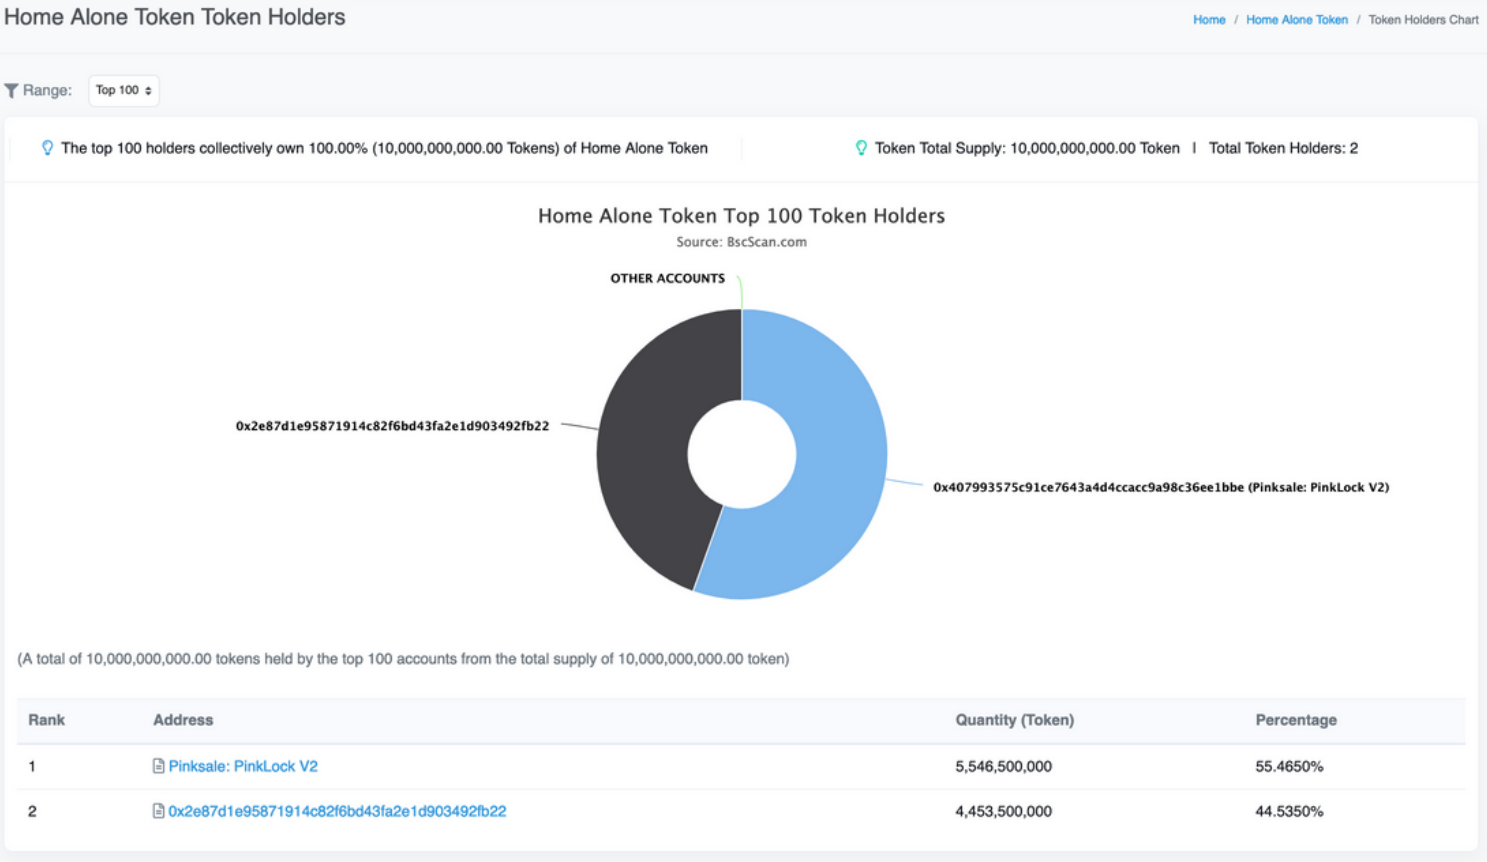 Home Alone Token Token Holders
Home / Home Alone Token / Token Holders Chart
Range: Top 100
The top 100 holders collectively own 100.00% (10,000,000,000.00 Tokens) of Home Alone Token
Token Total Supply: 10,000,000,000.00 Token | Total Token Holders: 2
Home Alone Token Top 100 Token Holders
Source: BscScan.com
OTHER ACCOUNTS
0x2e87d1e95871914c82f6bd43fa2e1d903492fb22
0x407993575c91ce7643a4d4ccacc9a98c36ee1bbe (Pinksale: PinkLock V2)
(A total of 10,000,000,000.00 tokens held by the top 100 accounts from the total supply of 10,000,000,000.00 token)
Rank Address Quantity (Token) Percentage
1 Pinksale: PinkLock V2 5,546,500,000 55.4650%
2 0x2e87d1e95871914c82f6bd43fa2e1d903492fb22 4,453,500,000 44.5350%